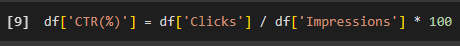 [9] df['CTR(%)'] = df['Clicks'] / df['Impressions'] * 100